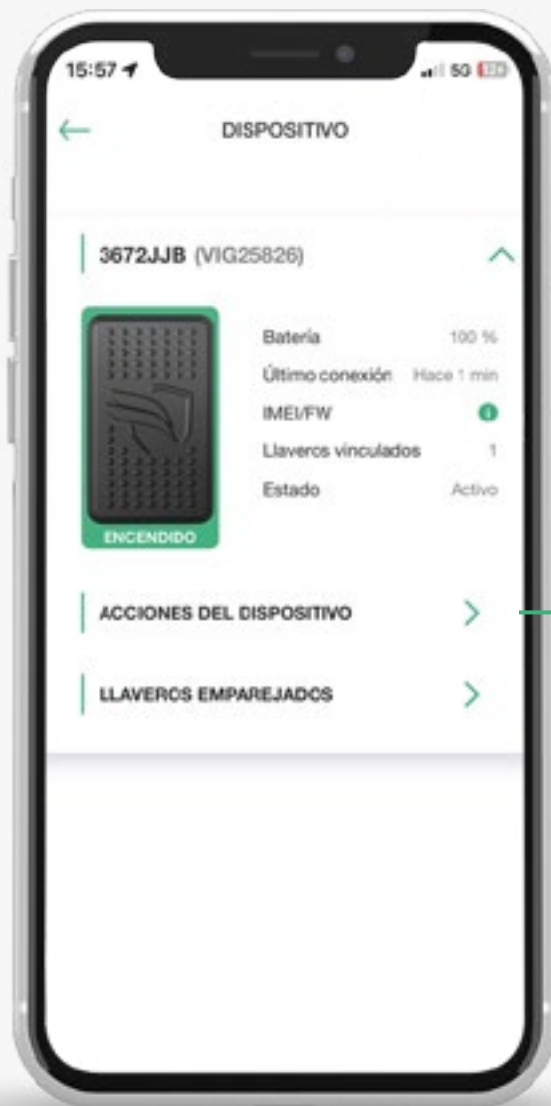 15:57
5G
DISPOSITIVO
3672JJB (VIG25826)
Batería 100 %
Último conexión Hace 1 min
IMEI/FW
Llaveros vinculados 1
Estado Activo
ENCENDIDO
ACCIONES DEL DISPOSITIVO
LLAVEROS EMPAREJADOS